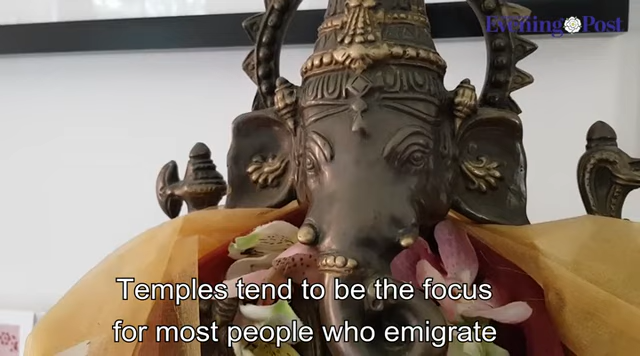 Evening Post
Temples tend to be the focus
for most people who emigrate